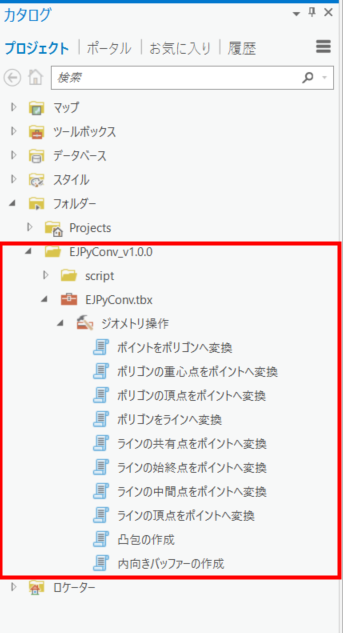 カタログ
プロジェクト | ポータル | お気に入り | 履歴
検索
マップ
ツールボックス
データベース
スタイル
フォルダー
Projects
EJPyConv_v1.0.0
script
EJPyConv.tbx
ジオメトリ操作
ポイントをポリゴンへ変換
ポリゴンの重心点をポイントへ変換
ポリゴンの頂点をポイントへ変換
ポリゴンをラインへ変換
ラインの共有点をポイントへ変換
ラインの始終点をポイントへ変換
ラインの中間点をポイントへ変換
ラインの頂点をポイントへ変換
凸包の作成
内向きバッファーの作成
ロケーター